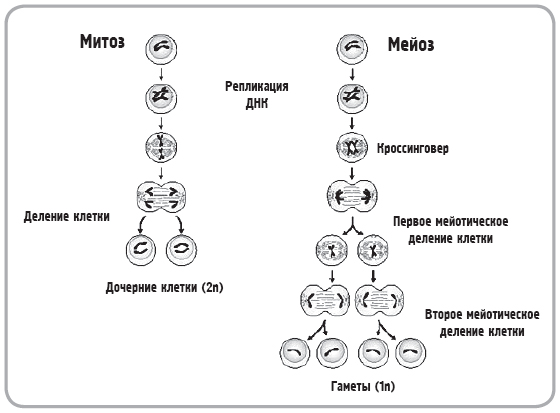 Митоз
Мейоз
Репликация
ДНК
Кроссинговер
Деление клетки
Первое мейотическое
деление клетки
Дочерние клетки (2n)
Второе мейотическое
деление клетки
Гаметы (1n)